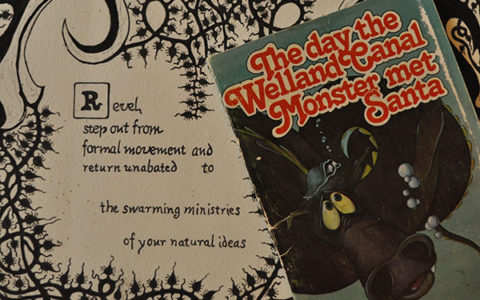 Revel,
step out from
formal movement and
return unabated to
the swarming ministries
of your natural ideas
The day the
Welland Canal
Monster met
Santa